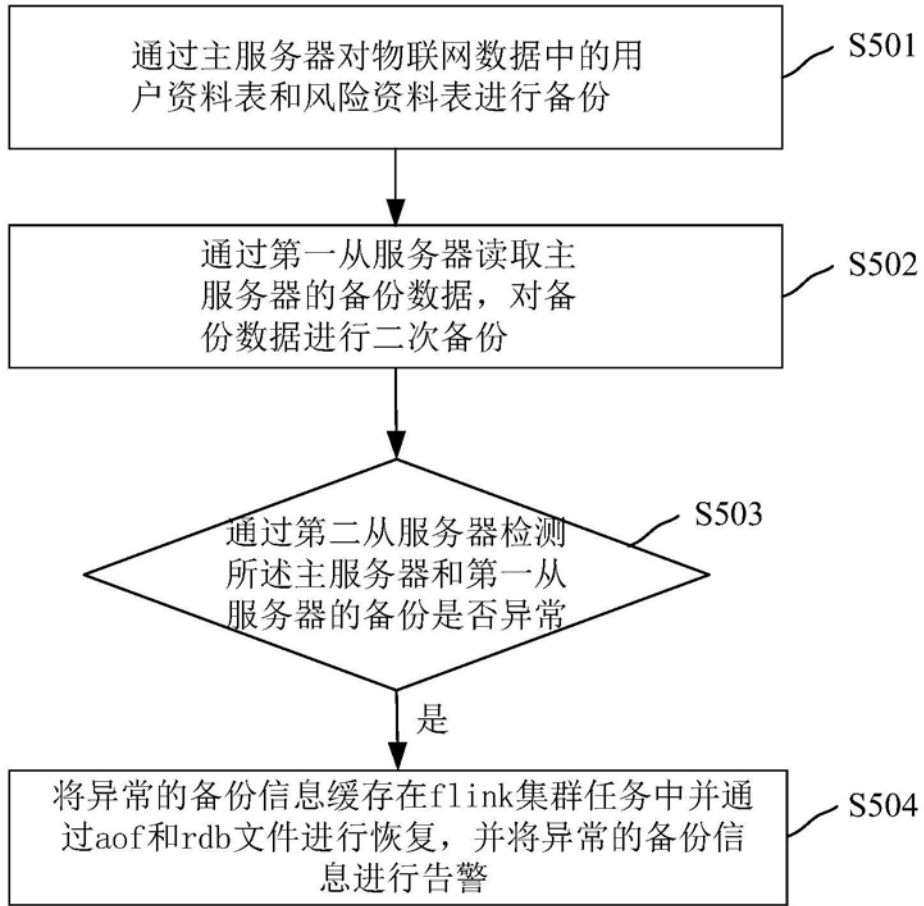 通过主服务器对物联网数据中的用
户资料表和风险资料表进行备份
S501
通过第一从服务器读取主
服务器的备份数据，对备
份数据进行二次备份
S502
通过第二从服务器检测
所述主服务器和第一从
服务器的备份是否异常
S503
是
将异常的备份信息缓存在flink集群任务中并通
过aof和rdb文件进行恢复，并将异常的备份信
息进行告警
S504